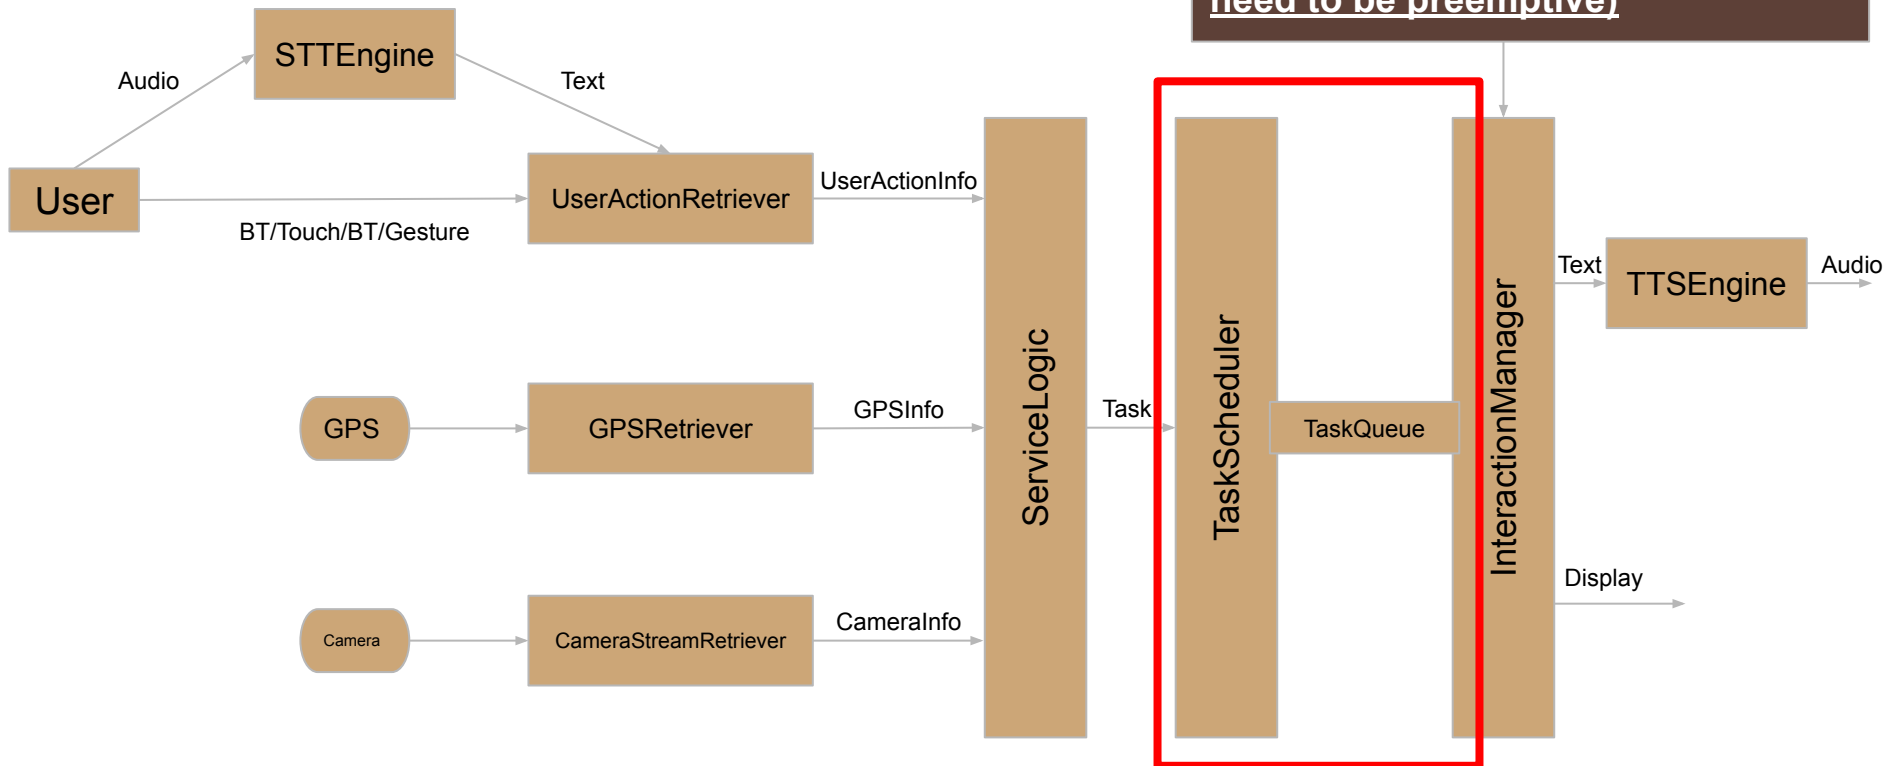 need to be preemptive)
STTEngine
Audio
Text
User
UserActionRetriever
UserActionInfo
BT/Touch/BT/Gesture
GPS
GPSRetriever
GPSInfo
Camera
CameraStreamRetriever
CameraInfo
ServiceLogic
Task
TaskScheduler
TaskQueue
InteractionManager
Text
TTSEngine
Audio
Display